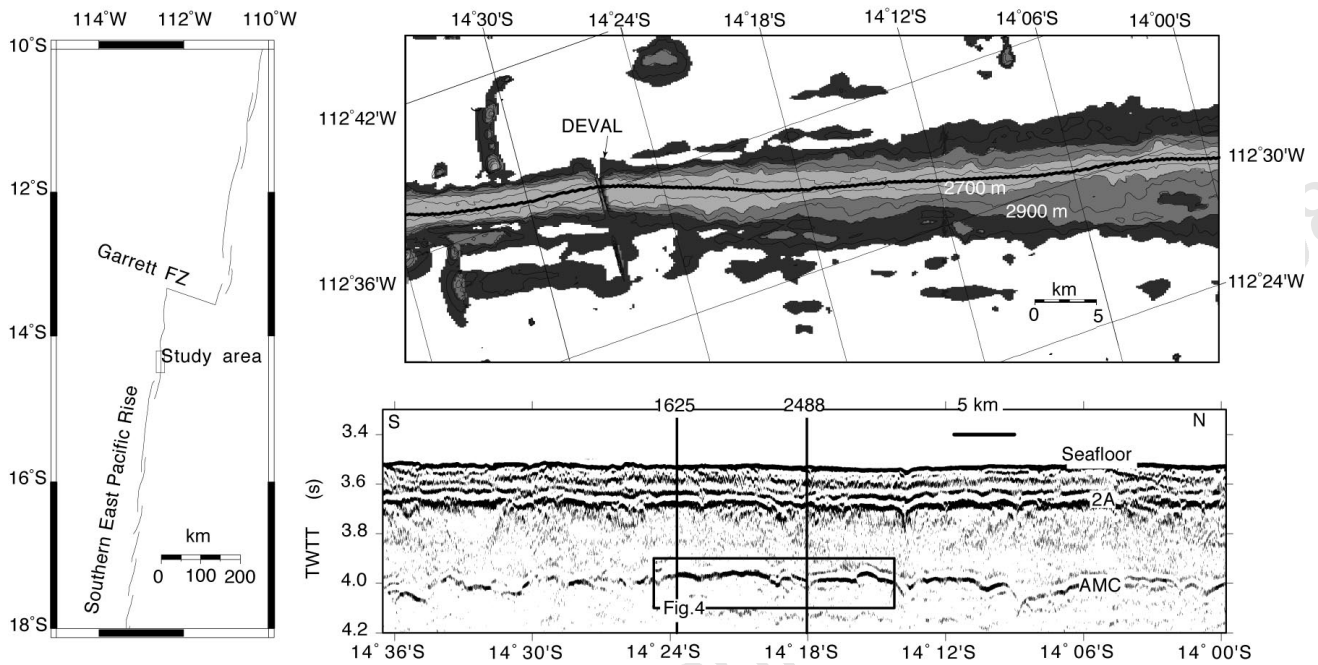 114°W 112°W 110°W
10°S
12°S
14°S
16°S
18°S
Garrett FZ
Study area
Southern East Pacific Rise
km
0 100 200
14°30'S 14°24'S 14°18'S 14°12'S 14°06'S 14°00'S
112°42'W
112°36'W
112°30'W
112°24'W
DEVAL
2700 m
2900 m
km
0 5
1625 2488 5 km
S N
3.4
3.6
3.8
4.0
4.2
TWTT (s)
Seafloor
2A
AMC
Fig.4
14°36'S 14°30'S 14°24'S 14°18'S 14°12'S 14°06'S 14°00'S